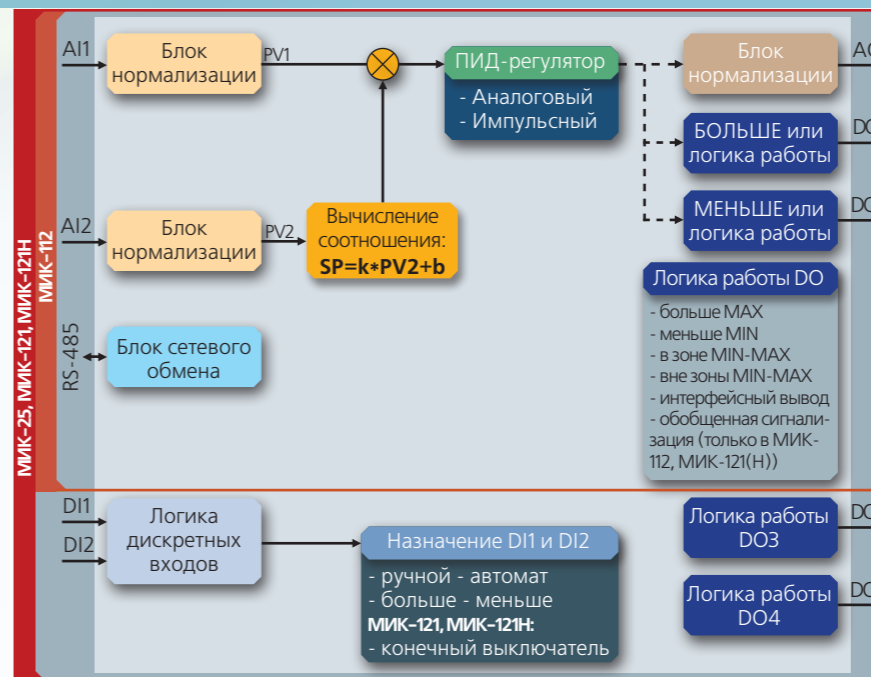 МИК-25, МИК-121, МИК-121Н
МИК-112
AI1
Блок
нормализации
PV1
ПИД-регулятор
- Аналоговый
- Импульсный
Блок
нормализации
БОЛЬШЕ или
логика работы
МЕНЬШЕ или
логика работы
AI2
Блок
нормализации
PV2
Вычисление
соотношения:
SP=k*PV2+b
RS-485
Блок сетевого
обмена
Логика работы DO
- больше MAX
- меньше MIN
- в зоне MIN-MAX
- вне зоны MIN-MAX
- интерфейсный вывод
- обобщенная сигнали-
зация (только в МИК-
112, МИК-121(Н))
DI1
DI2
Логика
дискретных
входов
Назначение DI1 и DI2
- ручной - автомат
- больше - меньше
МИК-121, МИК-121Н:
- конечный выключатель
Логика работы
DO3
Логика работы
DO4